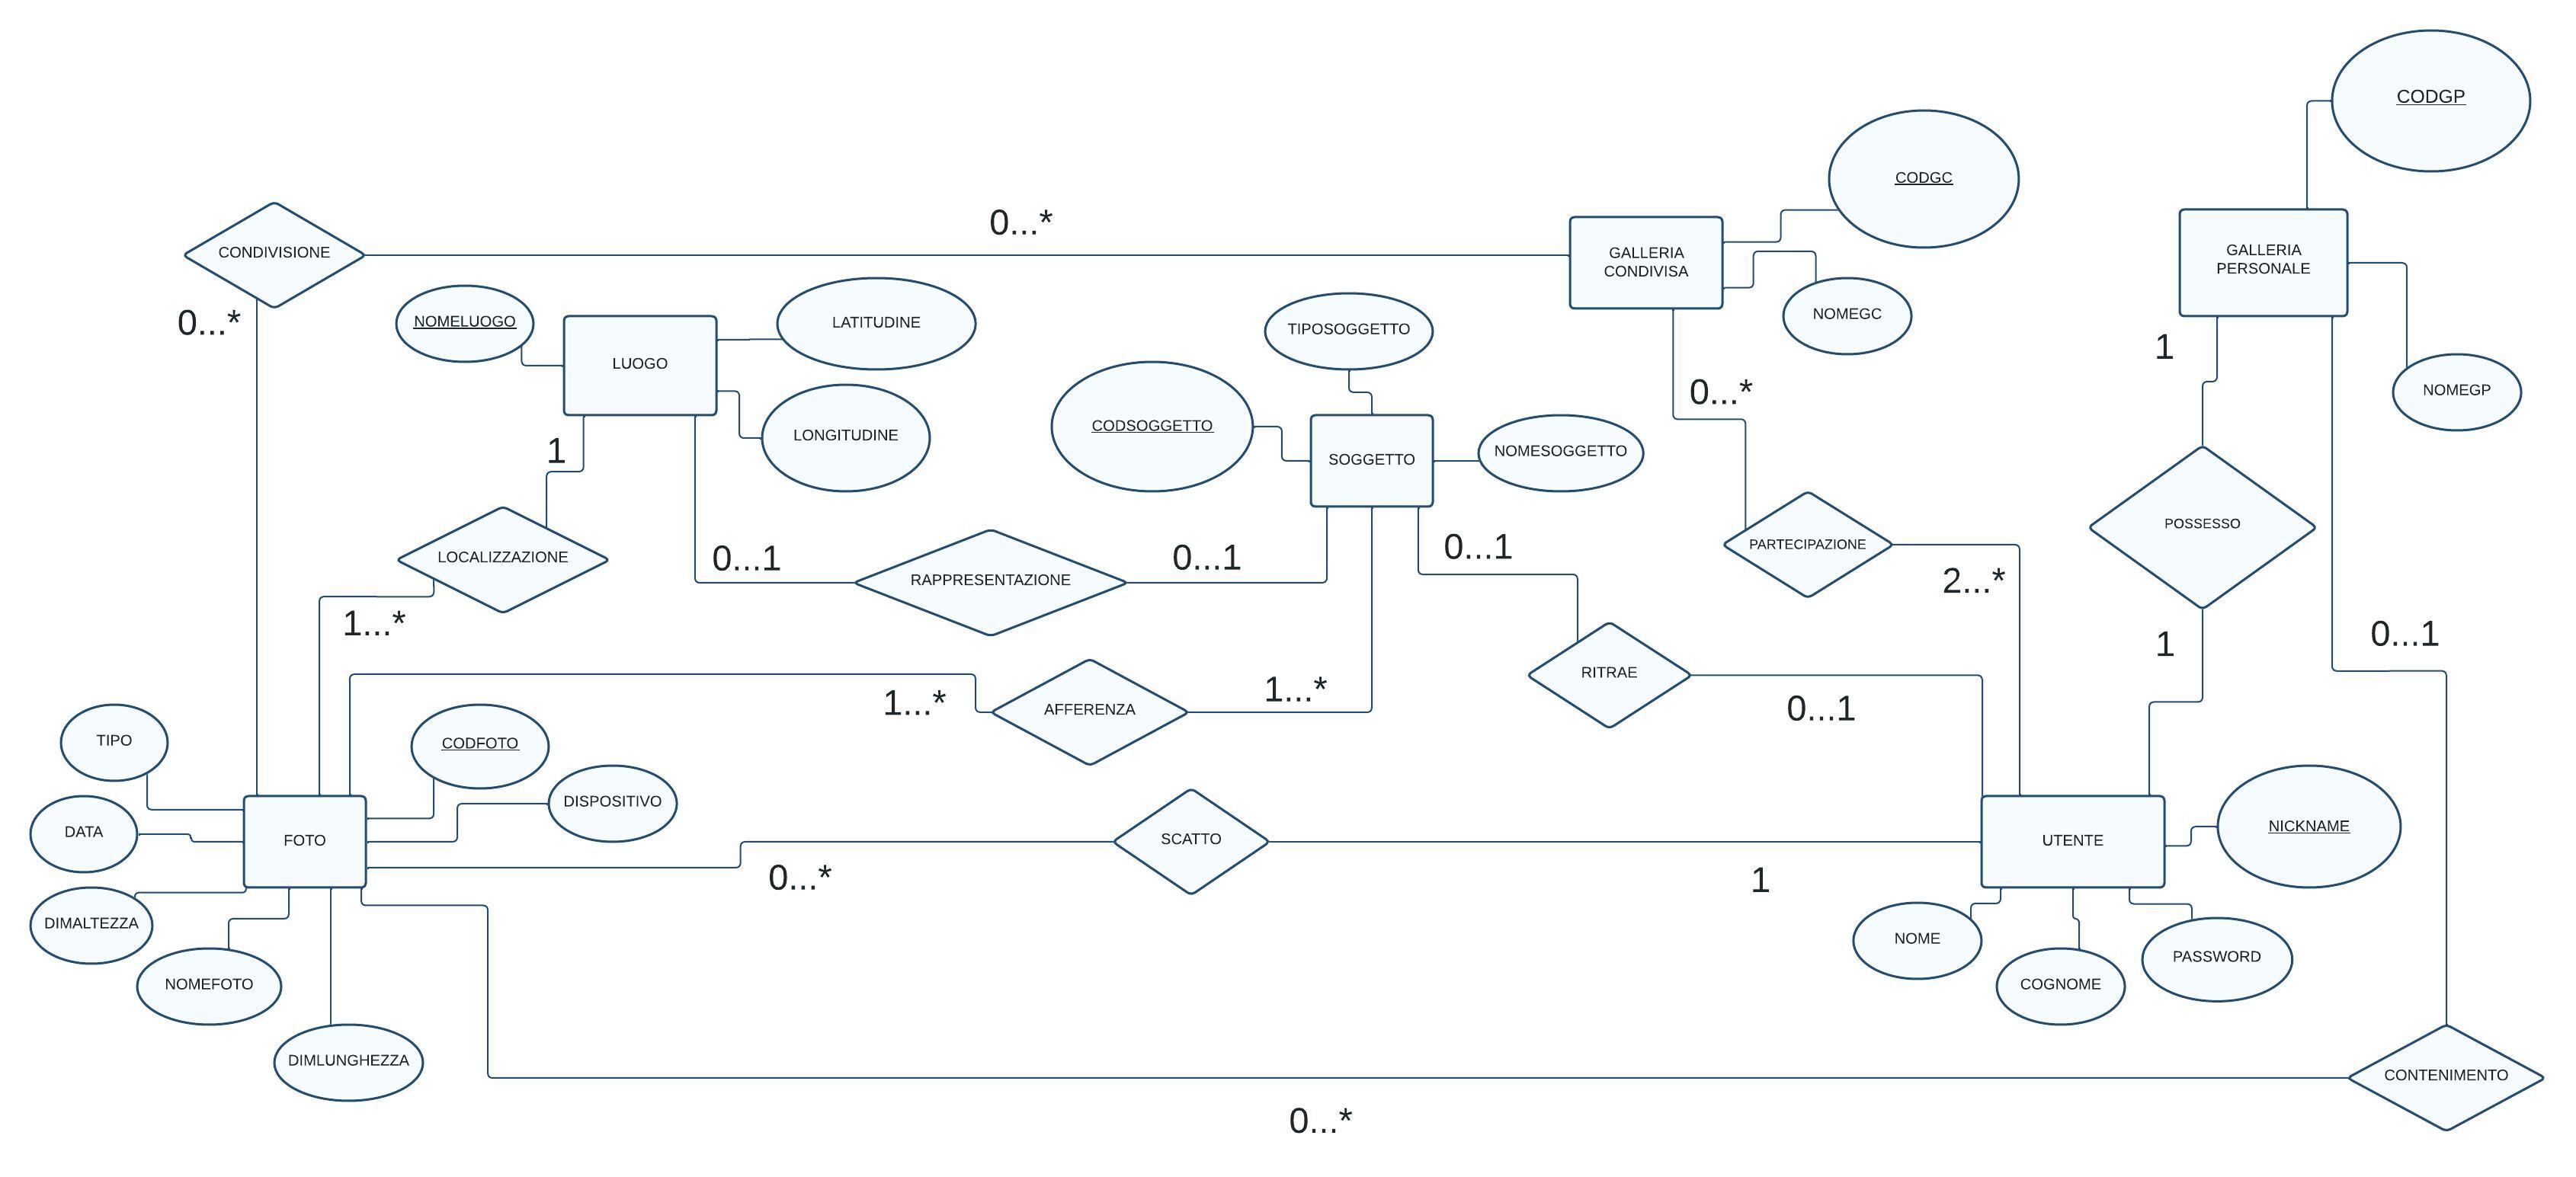 CODGP
CODGC
0...*
CONDIVISIONE
GALLERIA
CONDIVISA
GALLERIA
PERSONALE
0...*
NOMELUOGO
LATITUDINE
NOMEGC
TIPOSOGGETTO
1
LUOGO
NOMEGP
0...*
LONGITUDINE
CODSOGGETTO
1
SOGGETTO
NOMESOGGETTO
POSSESSO
LOCALIZZAZIONE
0...1
0...1
0...1
PARTECIPAZIONE
RAPPRESENTAZIONE
2...*
1...*
0...1
1
RITRAE
1...*
1...*
AFFERENZA
0...1
TIPO
CODFOTO
DISPOSITIVO
DATA
FOTO
SCATTO
UTENTE
NICKNAME
0...*
1
DIMALTEZZA
NOME
PASSWORD
NOMEFOTO
COGNOME
DIMLUNGHEZZA
CONTENIMENTO
0...*